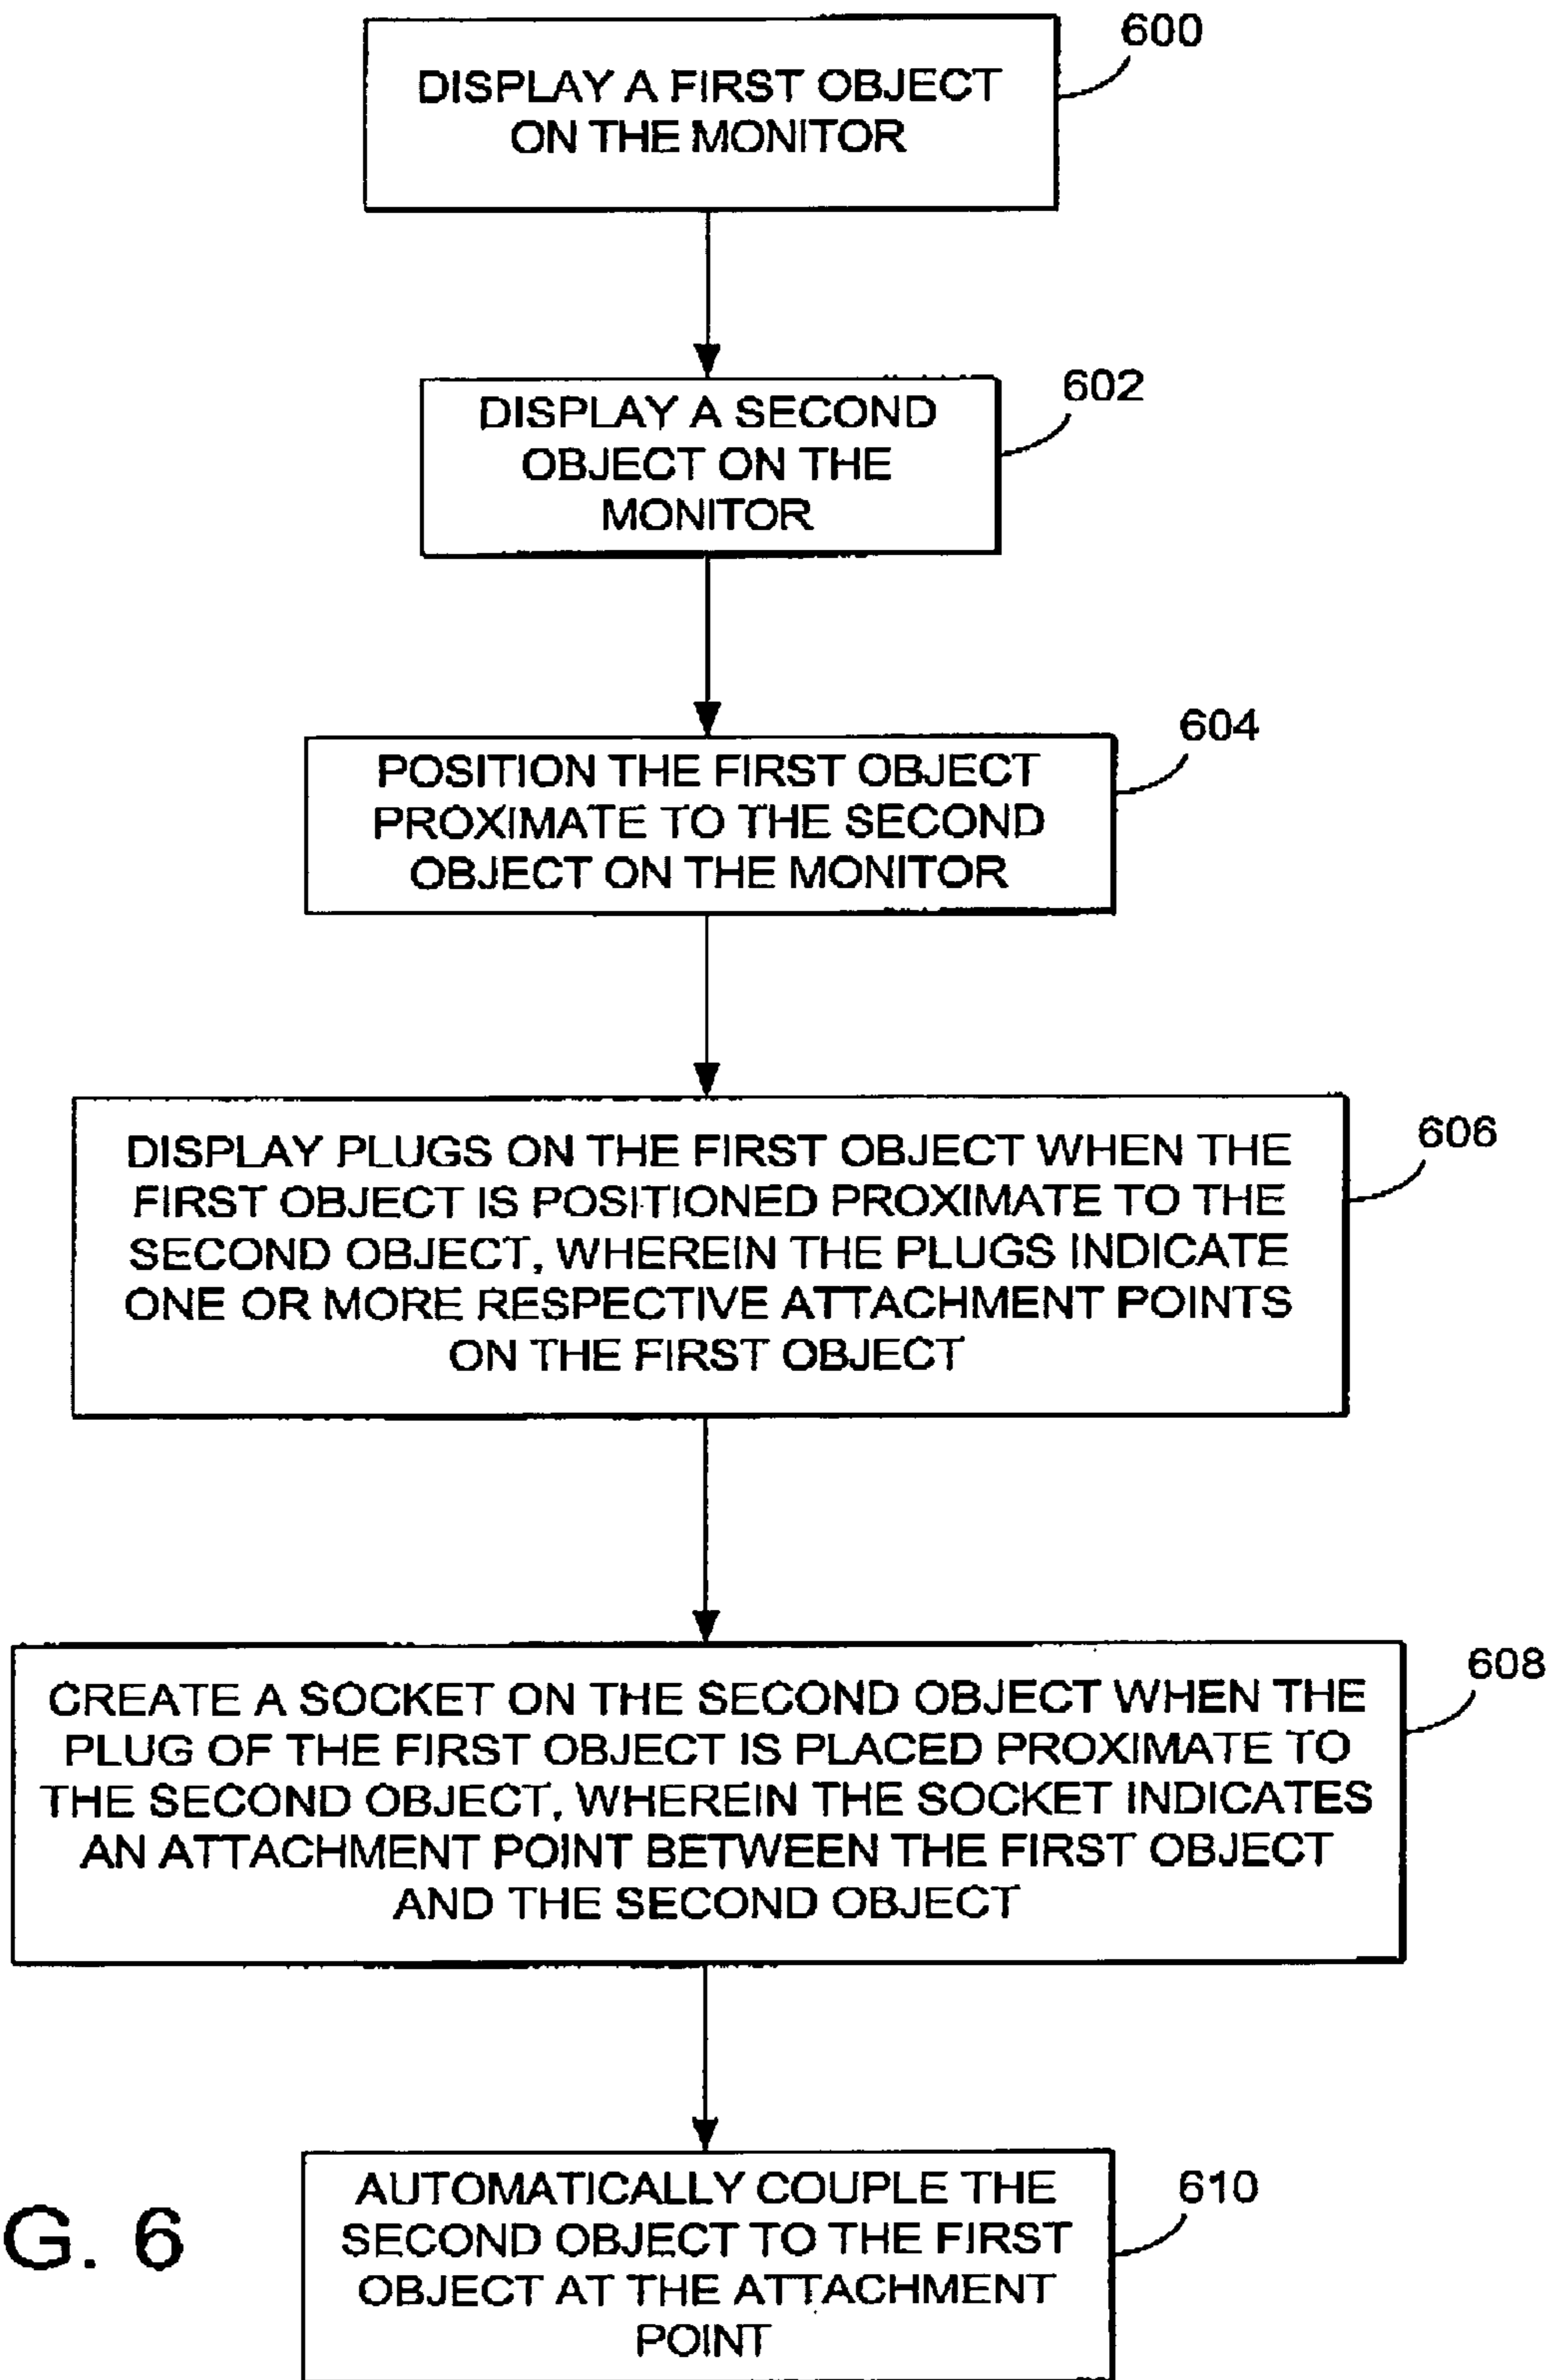 600
DISPLAY A FIRST OBJECT
ON THE MONITOR
602
DISPLAY A SECOND
OBJECT ON THE
MONITOR
604
POSITION THE FIRST OBJECT
PROXIMATE TO THE SECOND
OBJECT ON THE MONITOR
606
DISPLAY PLUGS ON THE FIRST OBJECT WHEN THE
FIRST OBJECT IS POSITIONED PROXIMATE TO THE
SECOND OBJECT, WHEREIN THE PLUGS INDICATE
ONE OR MORE RESPECTIVE ATTACHMENT POINTS
ON THE FIRST OBJECT
608
CREATE A SOCKET ON THE SECOND OBJECT WHEN THE
PLUG OF THE FIRST OBJECT IS PLACED PROXIMATE TO
THE SECOND OBJECT, WHEREIN THE SOCKET INDICATES
AN ATTACHMENT POINT BETWEEN THE FIRST OBJECT
AND THE SECOND OBJECT
610
AUTOMATICALLY COUPLE THE
SECOND OBJECT TO THE FIRST
OBJECT AT THE ATTACHMENT
POINT
G. 6